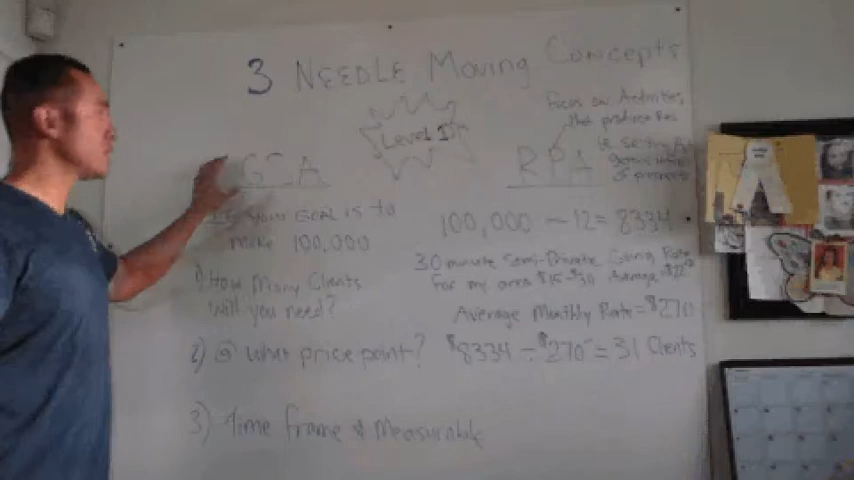 3 NEEDLE Moving Concepts
Level 1
Focus on Activities
that produce
GCA
RPA
If your GOAL is to
make 100,000
1) How Many Clients
will you need?
2) @ what price point?
3) Time frame & Measurable
100,000 - 12 = 8334
30 minute Semi-Private Going Rate
For my area $15-$30 Average =
Average Monthly Rate = $270
$8334 ÷ $270 = 31 Clients